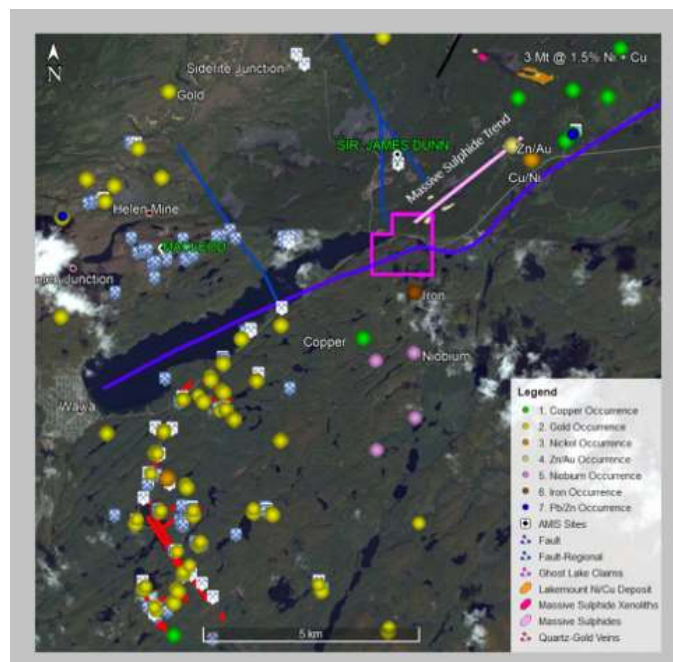 N
Siderite Junction
3 Mt @ 1.5% Ni + Cu
Gold
SIR JAMES DUNN
Massive Sulphide Trend
Zn/Au
Cu/Ni
Helen Mine
MACLEOD
Junction
Iron
Copper
Niobium
Wawa
Legend
1. Copper Occurrence
2. Gold Occurrence
3. Nickel Occurrence
4. Zn/Au Occurrence
5. Niobium Occurrence
6. Iron Occurrence
7. Pb/Zn Occurrence
AMIS Sites
Fault
Fault-Regional
Ghost Lake Claims
Lakemount Ni/Cu Deposit
Massive Sulphide Xenoliths
Massive Sulphides
Quartz-Gold Veins
5 km